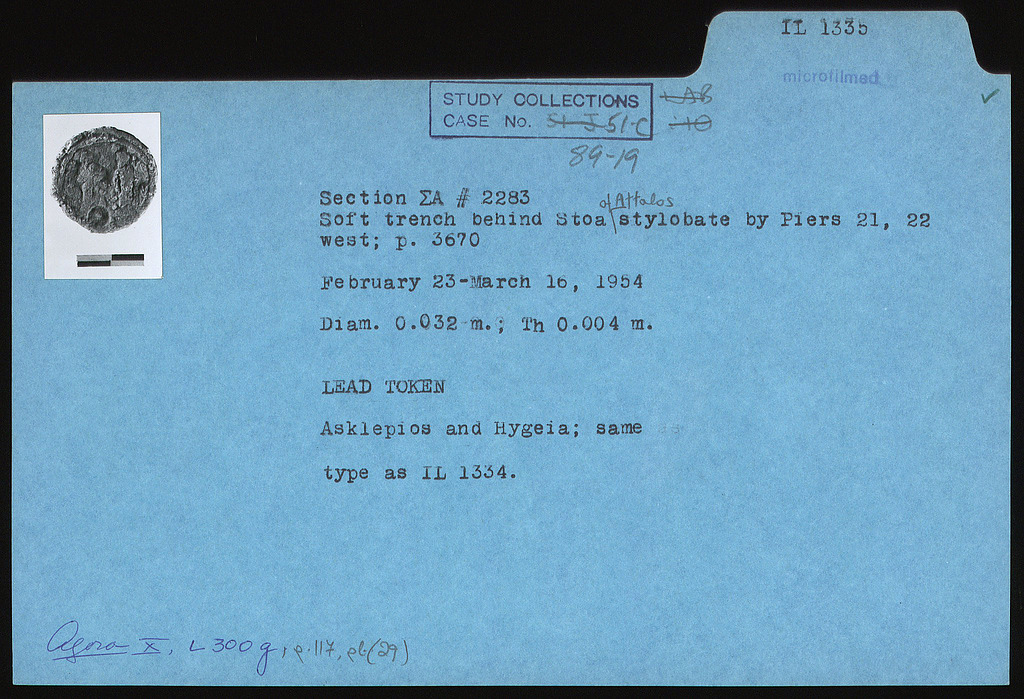 IL 1335
microfilmed
STUDY COLLECTIONS
CASE No. 51-C
89-19
Section ΣA # 2283
Soft trench behind Stoa of Attalos stylobate by Piers 21, 22
west; p. 3670
February 23-March 16, 1954
Diam. 0.032 m.; Th 0.004 m.
LEAD TOKEN
Asklepios and Hygeia; same
type as IL 1334.
Agora X, L 300 g, p. 117, pl. (29)